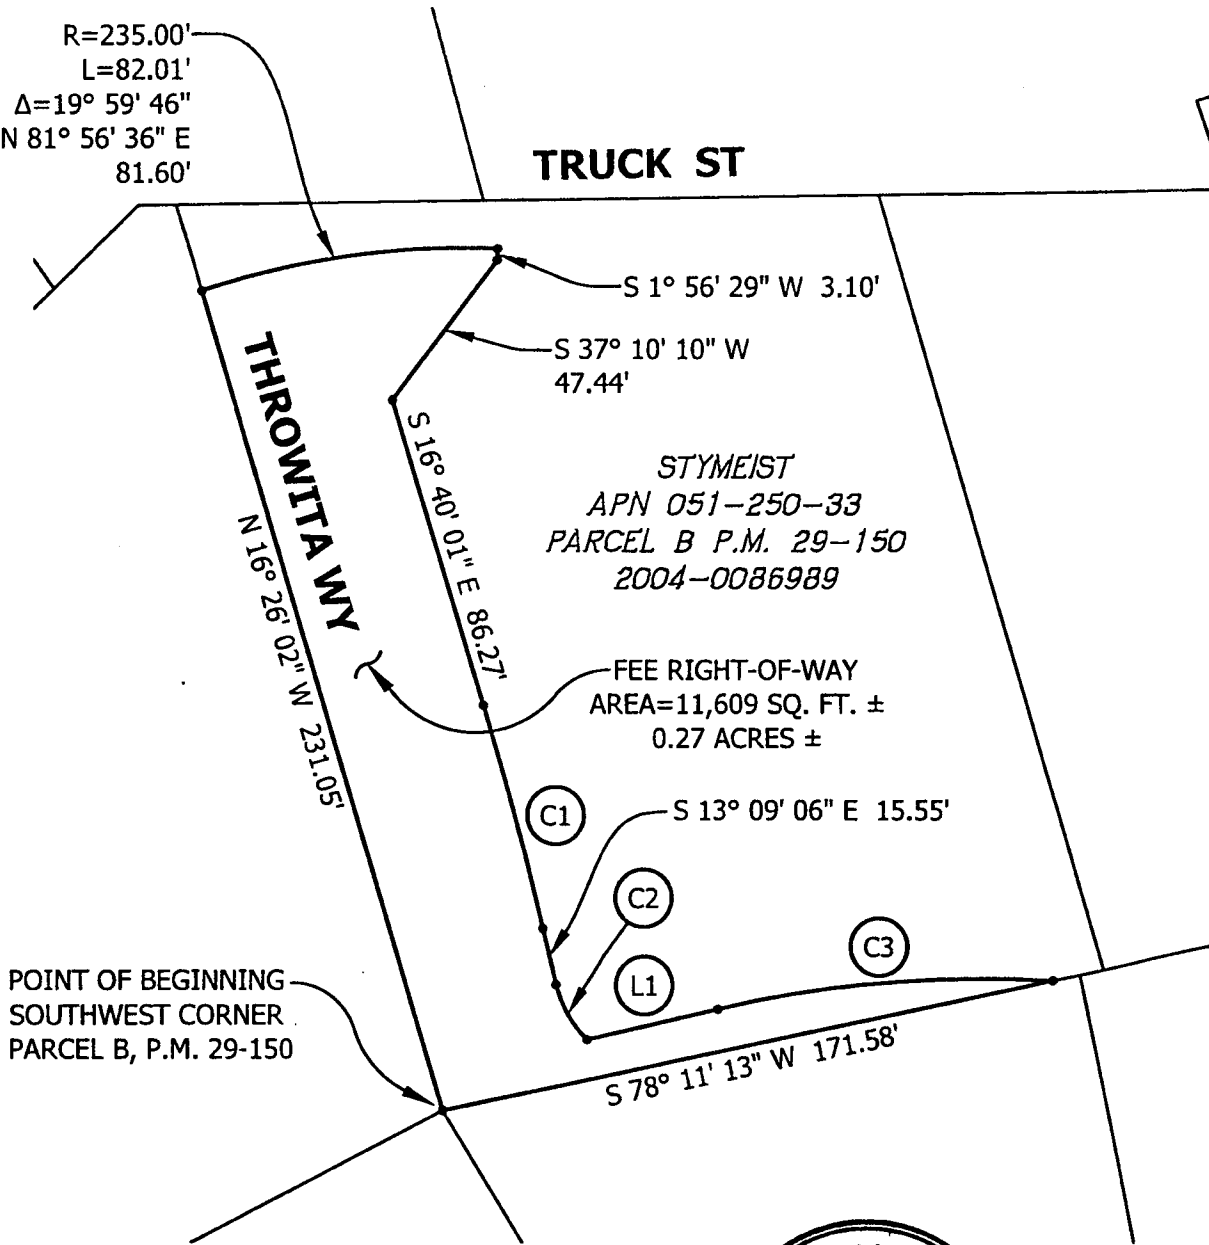 R=235.00'
L=82.01'
Δ=19° 59' 46"
N 81° 56' 36" E
81.60'
TRUCK ST
S 1° 56' 29" W 3.10'
S 37° 10' 10" W
47.44'
THROWITA WY
S 16° 40' 01" E 86.27'
N 16° 26' 02" W 231.05'
STYMEIST
APN 051-250-33
PARCEL B P.M. 29-150
2004-0086989
FEE RIGHT-OF-WAY
AREA=11,609 SQ. FT. ±
0.27 ACRES ±
C1
S 13° 09' 06" E 15.55'
C2
C3
L1
POINT OF BEGINNING
SOUTHWEST CORNER
PARCEL B, P.M. 29-150
S 78° 11' 13" W 171.58'